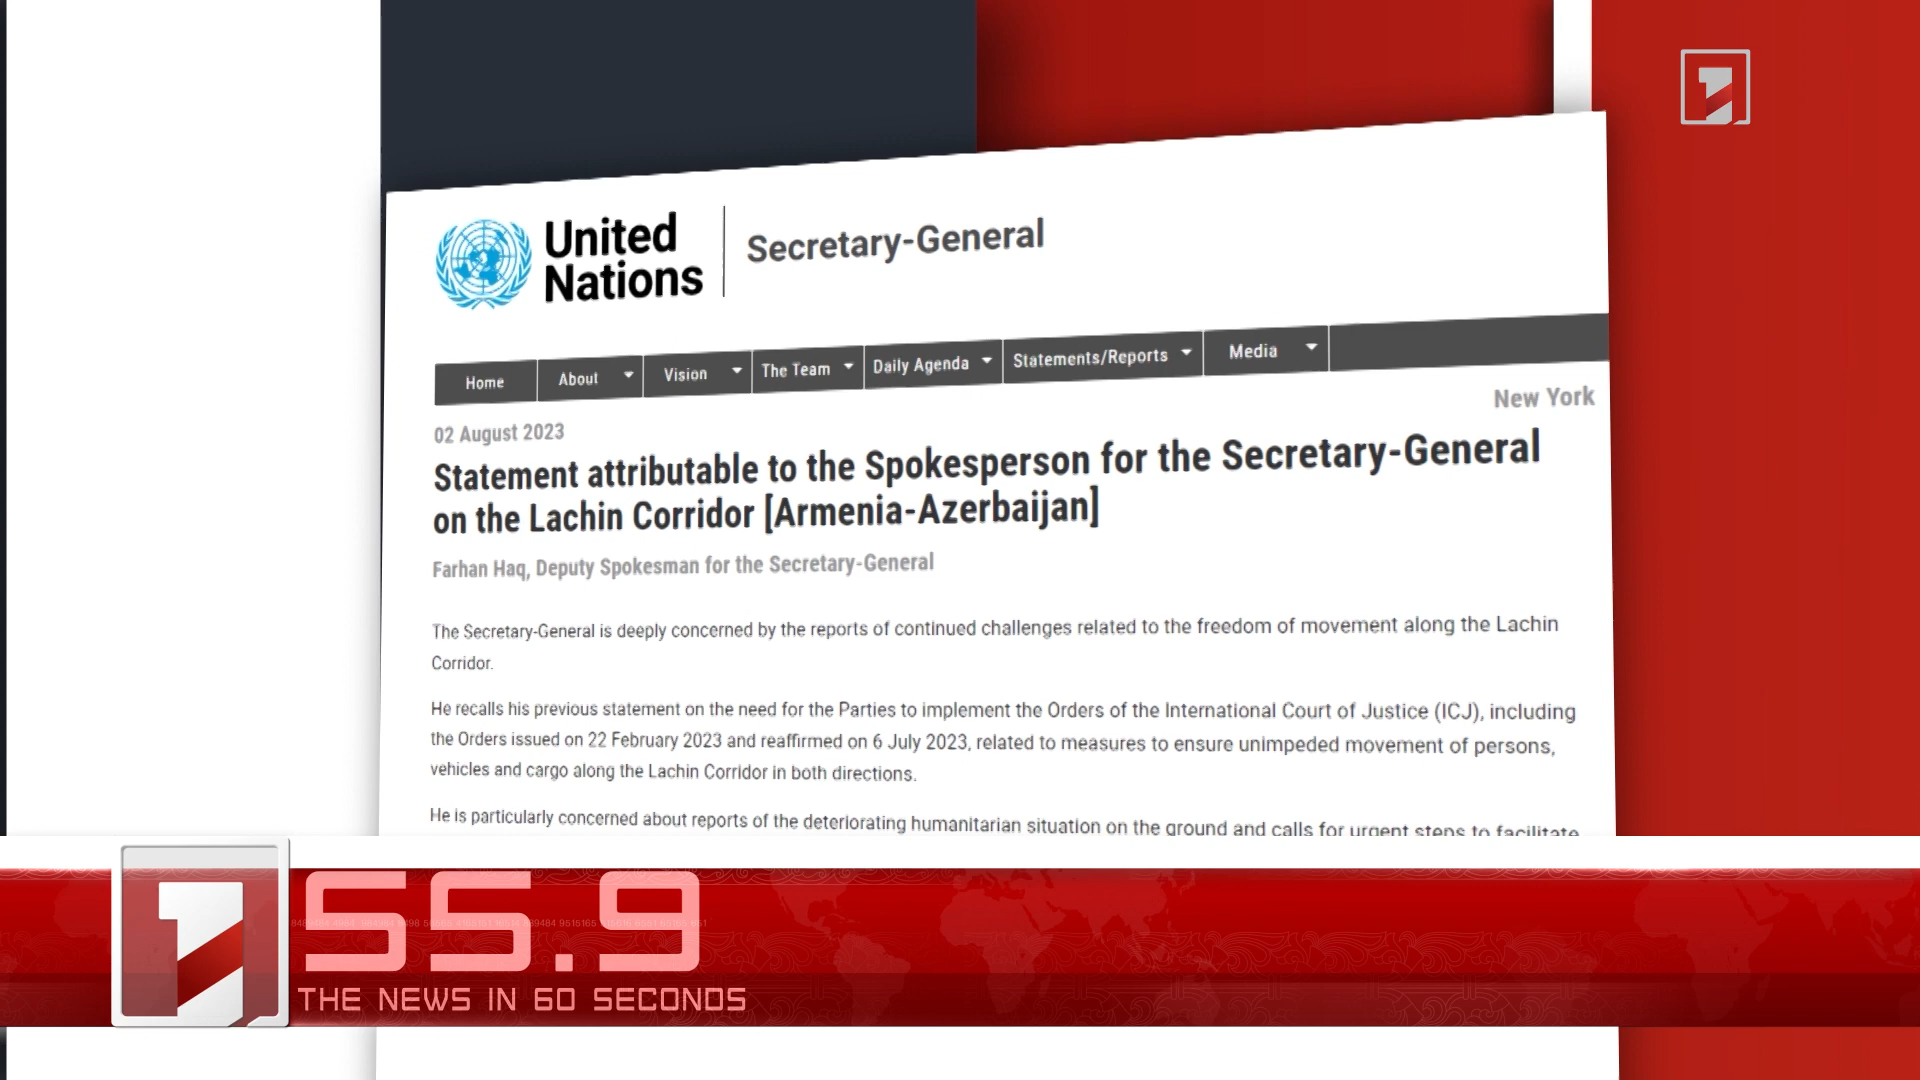 United
Nations
Secretary-General
Home About Vision The Team Daily Agenda Statements/Reports Media
New York
02 August 2023
Statement attributable to the Spokesperson for the Secretary-General
on the Lachin Corridor [Armenia-Azerbaijan]
Farhan Haq, Deputy Spokesman for the Secretary-General
The Secretary-General is deeply concerned by the reports of continued challenges related to the freedom of movement along the Lachin
Corridor.
He recalls his previous statement on the need for the Parties to implement the Orders of the International Court of Justice (ICJ), including
the Orders issued on 22 February 2023 and reaffirmed on 6 July 2023, related to measures to ensure unimpeded movement of persons,
vehicles and cargo along the Lachin Corridor in both directions.
He is particularly concerned about reports of the deteriorating humanitarian situation on the ground and calls for urgent steps to facilitate
1
55.9
THE NEWS IN 60 SECONDS